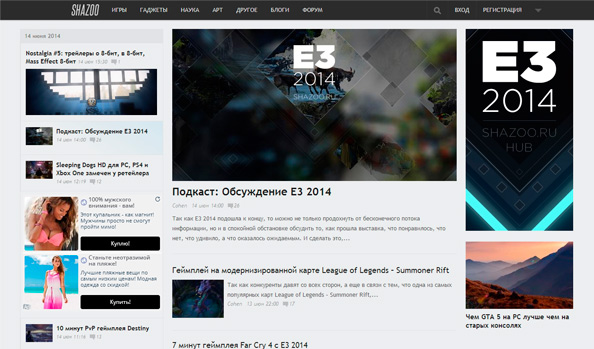 SHAZOO ИГРЫ ГАДЖЕТЫ НАУКА АРТ ДРУГОЕ БЛОГИ ФОРУМ ВХОД РЕГИСТРАЦИЯ
14 июня 2014
Nostalgia #5: трейлеры о 8-бит, в 8-бит,
Mass Effect 8-бит 14 июн 15:30 1
Подкаст: Обсуждение E3 2014
14 июн 14:00 26
Sleeping Dogs HD для PC, PS4 и
Xbox One замечен у ретейлера
14 июн 12:19 12
100% мужского
внимания - вам!
Этот купальник - как магнит!
Мужчины просто не смогут
пройти мимо!
Куплю!
Станьте неотразимой
на пляже!
Лучшие пляжные вещи по
самым низким ценам! Модная
одежда со скидкой!
Купить!
10 минут PvP геймплея Destiny
14 июн 11:16 12
E3
2014
SHAZOO.RU
Подкаст: Обсуждение E3 2014
Cohen 14 июн 14:00 26
Так как E3 2014 подошла к концу, то можно не только продохнуть от бесконечного потока
информации, но и в спокойной обстановке обсудить то, как прошла выставка, что понравилось, что
нет, что удивило, а что оказалось ожидаемым. И сделать это,...
Геймплей на модернизированной карте League of Legends - Summoner Rift
Так как конкуренты давят со всех сторон, а еще в связи с тем, что одна из самых
популярных карт League of Legends - Summoner Rift...
Cohen 13 июн 22:00 17
7 минут геймплея Far Cry 4 с E3 2014
E3
2014
SHAZOO.RU
HUB
Чем GTA 5 на PC лучше чем на
старых консолях